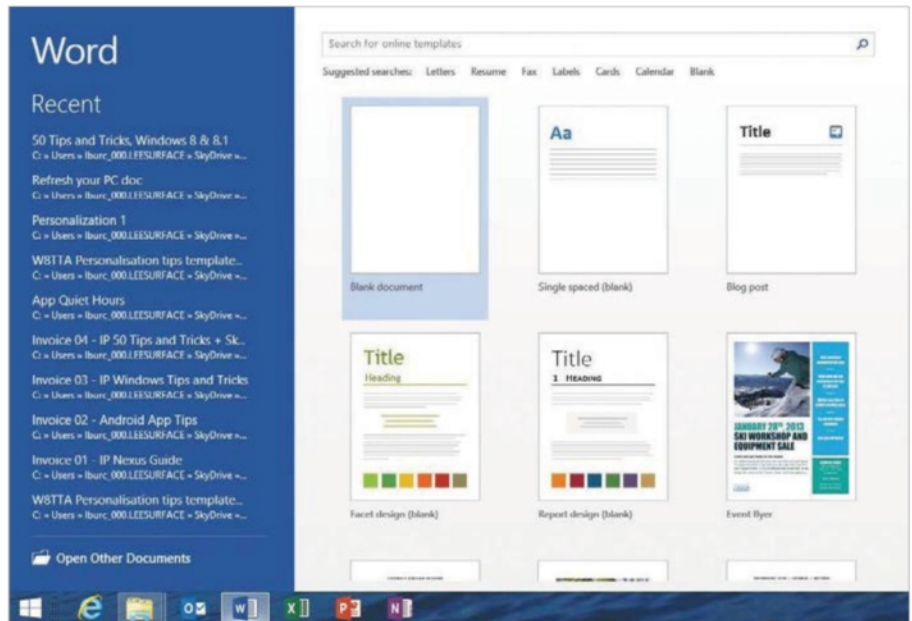 Word
Recent
50 Tips and Tricks, Windows 8 & 8.1
C: » Users » lburc_000.LEESURFACE » SkyDrive »...
Refresh your PC doc
C: » Users » lburc_000.LEESURFACE » SkyDrive »...
Personalization 1
C: » Users » lburc_000.LEESURFACE » SkyDrive »...
W8TTA Personalisation tips template...
C: » Users » lburc_000.LEESURFACE » SkyDrive »...
App Quiet Hours
C: » Users » lburc_000.LEESURFACE » SkyDrive »...
Invoice 04 - IP 50 Tips and Tricks + Sk...
C: » Users » lburc_000.LEESURFACE » SkyDrive »...
Invoice 03 - IP Windows Tips and Tricks
C: » Users » lburc_000.LEESURFACE » SkyDrive »...
Invoice 02 - Android App Tips
C: » Users » lburc_000.LEESURFACE » SkyDrive »...
Invoice 01 - IP Nexus Guide
C: » Users » lburc_000.LEESURFACE » SkyDrive »...
W8TTA Personalisation tips template...
C: » Users » lburc_000.LEESURFACE » SkyDrive »...
Open Other Documents
Search for online templates
Suggested searches: Letters Resume Fax Labels Cards Calendar Blank
Aa
Title
Blank document
Single spaced (blank)
Blog post
Title
Heading
Title
1 HEADING
JANUARY 28TH, 2013
SKI WORKSHOP AND
EQUIPMENT SALE
Facet design (blank)
Report design (blank)
Event flyer